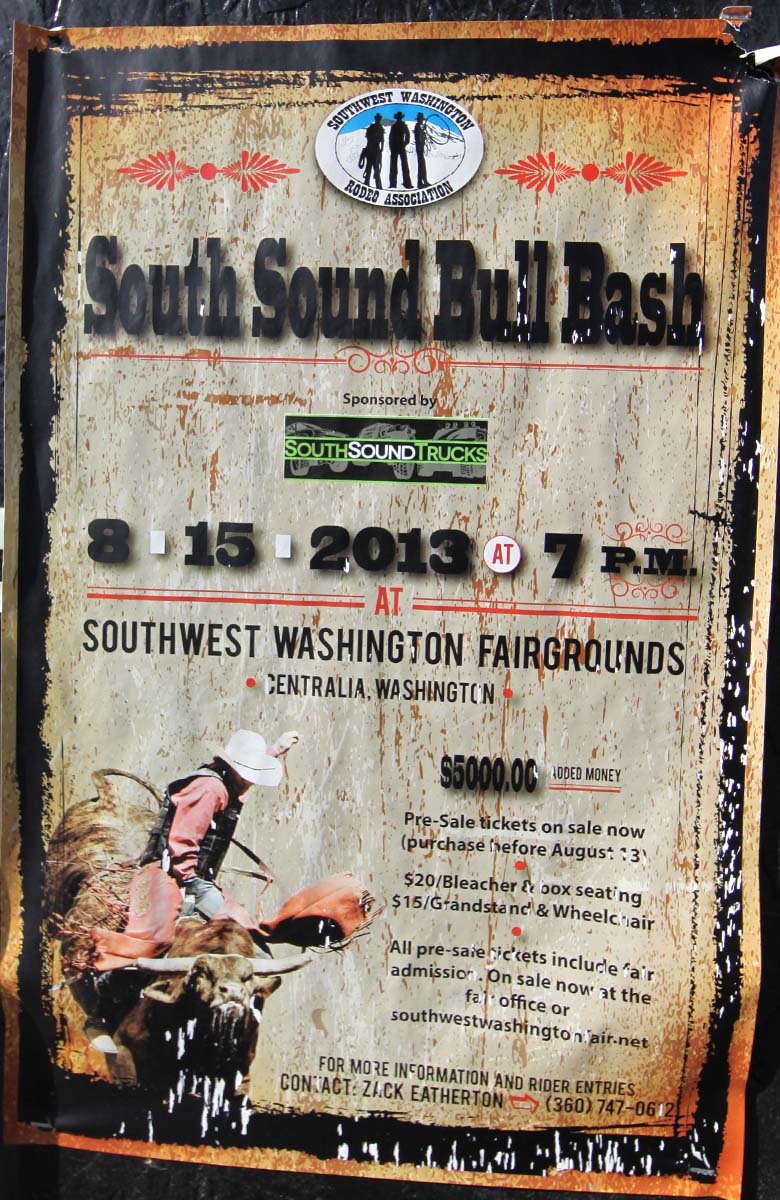 SOUTHWEST WASHINGTON
RODEO ASSOCIATION
South Sound Bull Bash
Sponsored by
SOUTHSOUNDTRUCKS
8 15 2013 AT 7 P.M.
AT
SOUTHWEST WASHINGTON FAIRGROUNDS
• CENTRALIA, WASHINGTON •
$5000.00 ADDED MONEY
Pre-Sale tickets on sale now
(purchase before August 13)
$20/Bleacher & box seating
$15/Grandstand & Wheelchair
All pre-sale tickets include fair
admission. On sale now at the
fair office or
southwestwashingtonfair.net
FOR MORE INFORMATION AND RIDER ENTRIES
CONTACT: ZACK EATHERTON (360) 747-0612